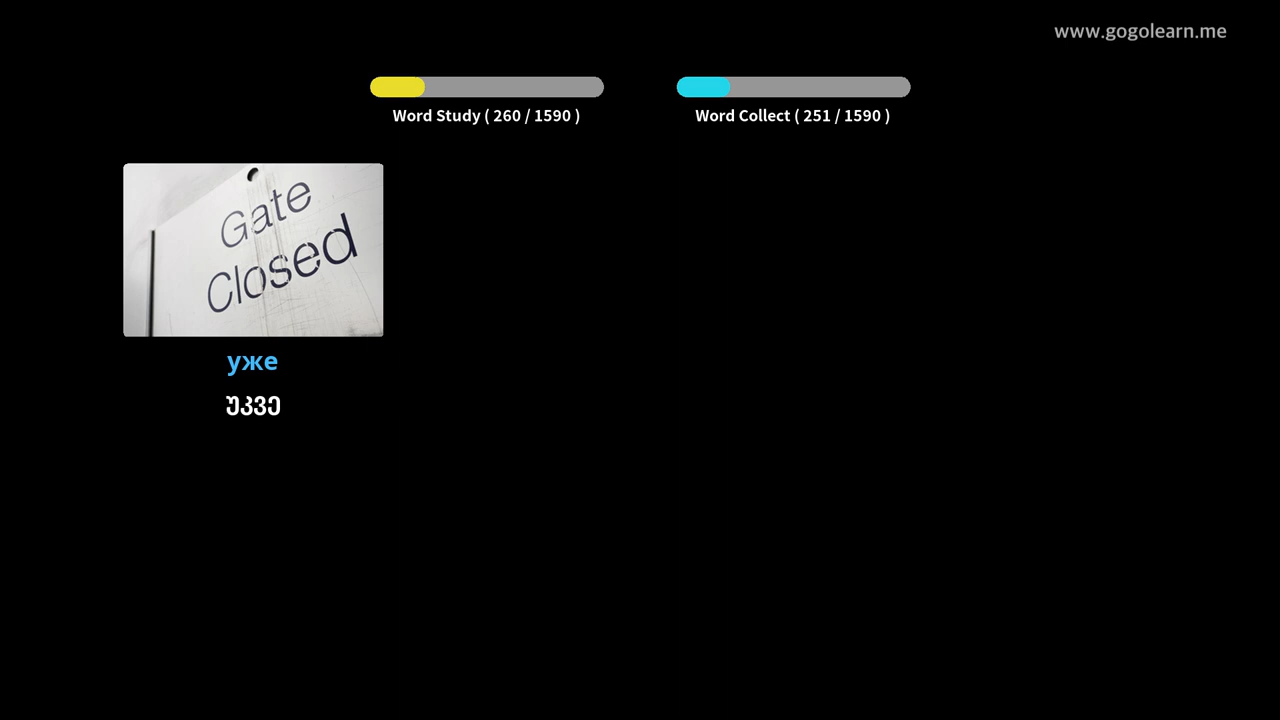 www.gogolearn.me
Word Study ( 260 / 1590 )
Word Collect ( 251 / 1590 )
Gate
Closed
уже
უკვე